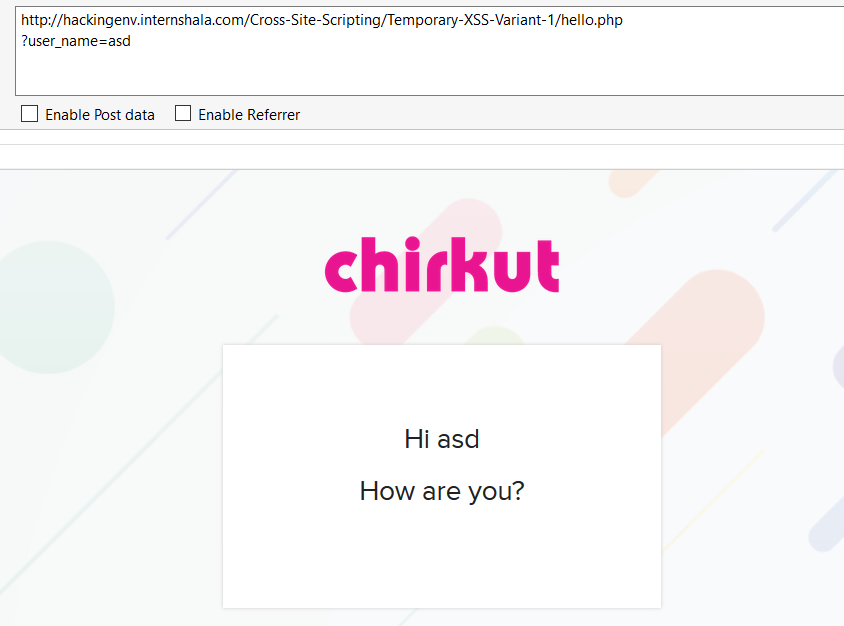 http://hackingenv.internshala.com/Cross-Site-Scripting/Temporary-XSS-Variant-1/hello.php
?user_name=asd
Enable Post data Enable Referrer
chirkut
Hi asd
How are you?